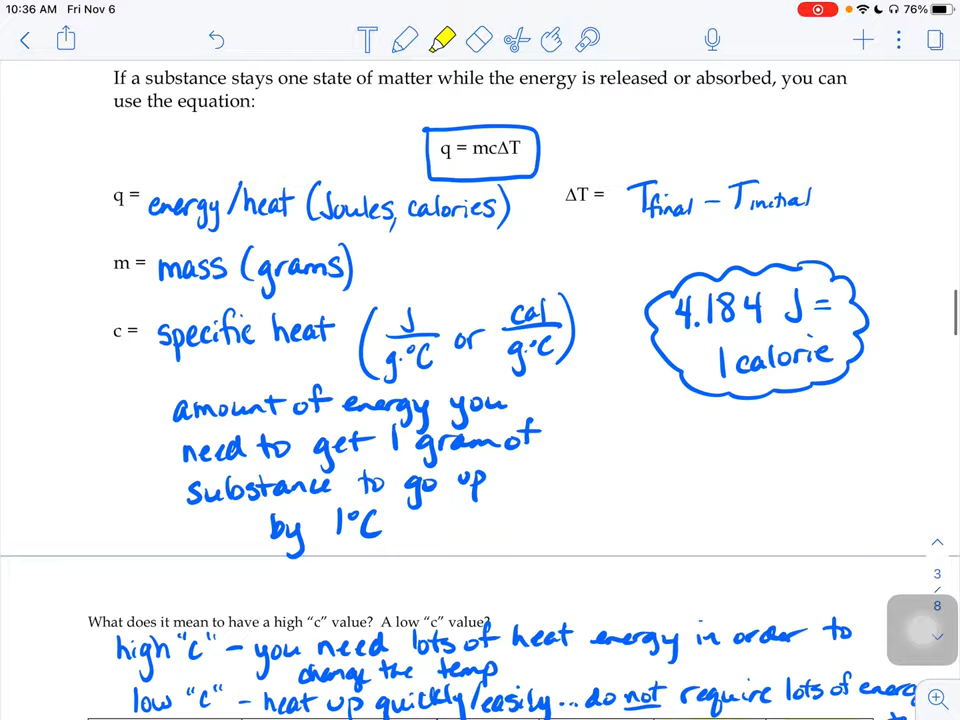 10:36 AM Fri Nov 6 76%
If a substance stays one state of matter while the energy is released or absorbed, you can
use the equation:
q = mcΔT
q = energy/heat (Joules, calories) ΔT = Tfinal – Tinitial
m = mass (grams)
c = specific heat (J/g·°C or cal/g·°C)
4.184 J =
1 calorie
amount of energy you
need to get 1 gram of
substance to go up
by 1°C
3
/
8
What does it mean to have a high “c” value? A low “c” value?
high "c" – you need lots of heat energy in order to
change the temp
low "c" – heat up quickly/easily... do not require lots of energ